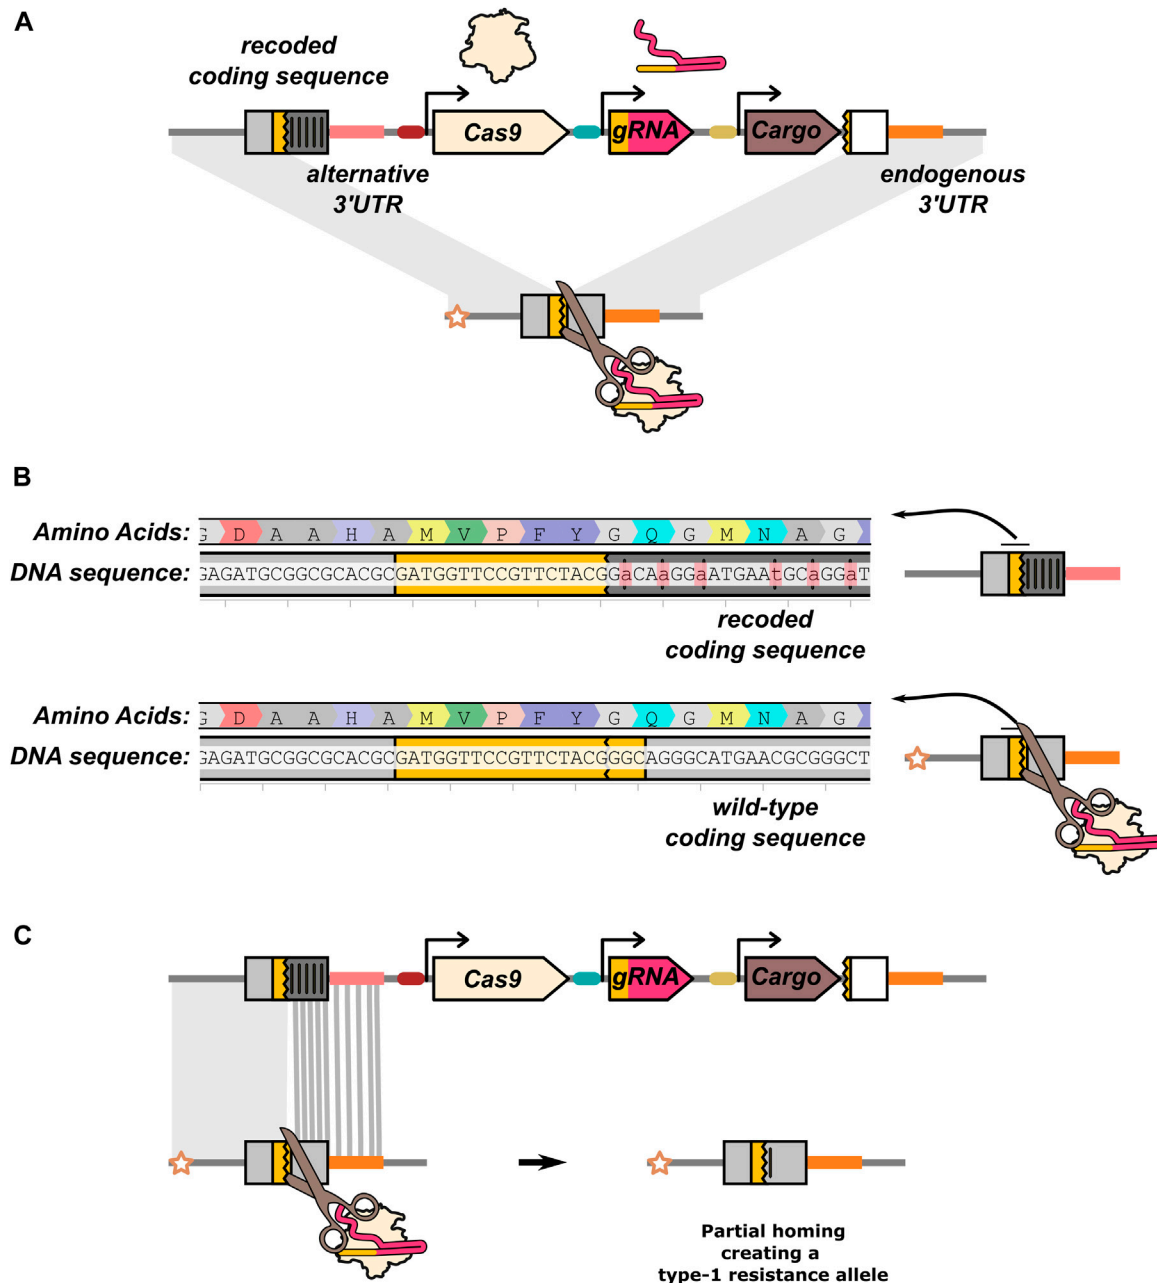 A
recoded
coding sequence
Cas9
gRNA
Cargo
alternative
3'UTR
endogenous
3'UTR
B
Amino Acids:
G D A A H A M V P F Y G Q G M N A G
DNA sequence:
GAGATGCGGCGCACGCGATGGTTCCGTTCTACGGaCAaGGaATGAAtGCaGGaT
recoded
coding sequence
Amino Acids:
G D A A H A M V P F Y G Q G M N A G
DNA sequence:
GAGATGCGGCGCACGCGATGGTTCCGTTCTACGGGCAGGGCATGAACGCGGGCT
wild-type
coding sequence
C
Cas9
gRNA
Cargo
Partial homing
creating a
type-1 resistance allele